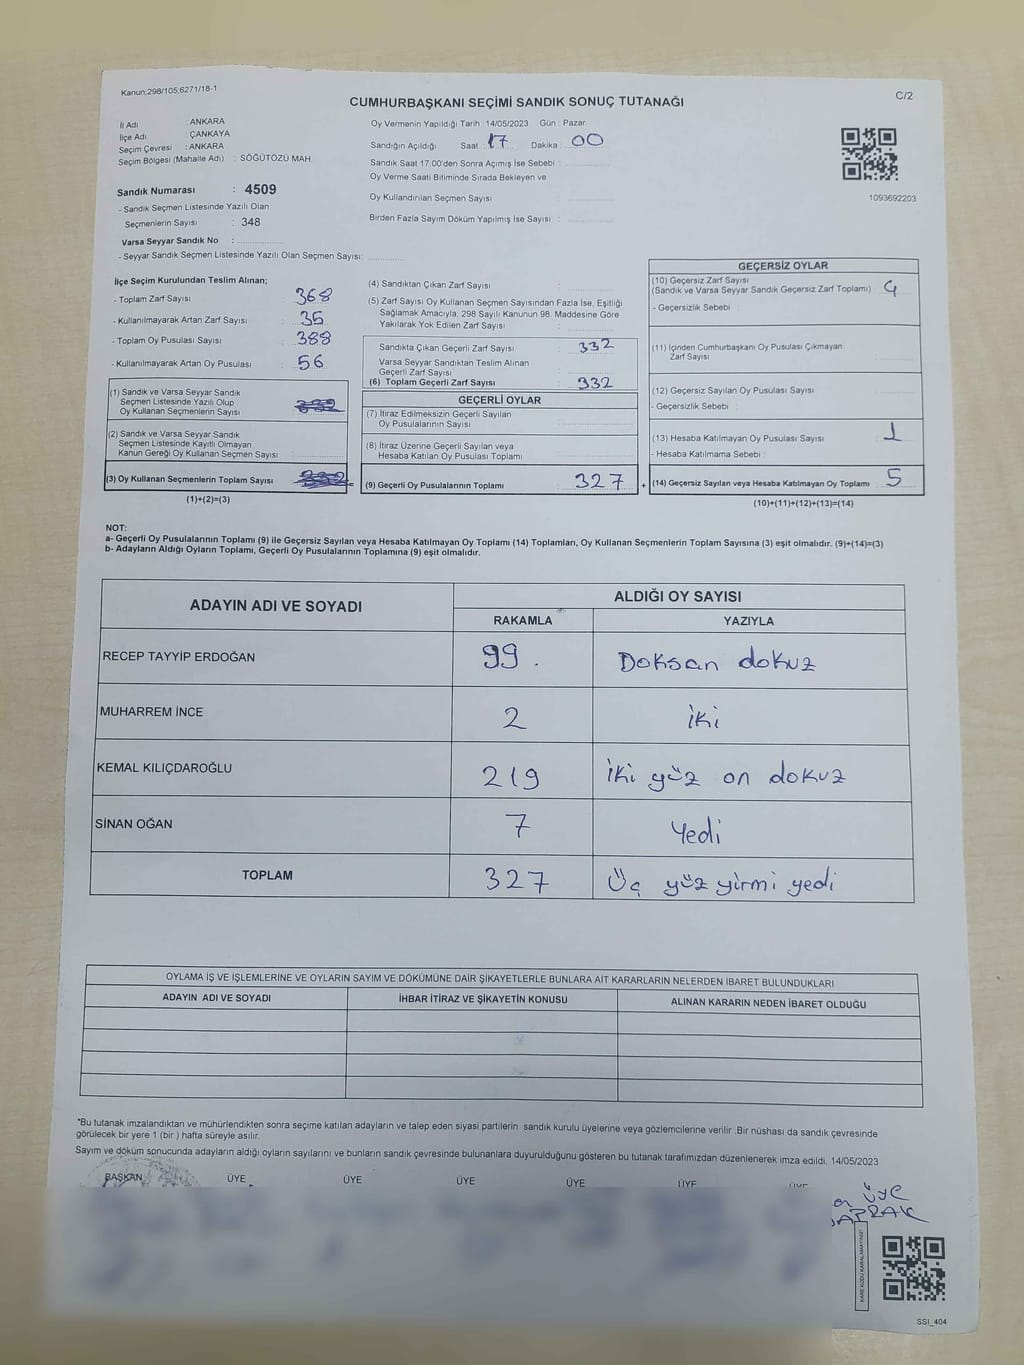 Kanun,298/105;6271/18-1
CUMHURBAŞKANI SEÇİMİ SANDIK SONUÇ TUTANAĞI
C/2
İl Adı : ANKARA
İlçe Adı : ÇANKAYA
Seçim Çevresi : ANKARA
Seçim Bölgesi (Mahalle Adı) : SÖĞÜTÖZÜ MAH.
Sandık Numarası : 4509
- Sandık Seçmen Listesinde Yazılı Olan
Seçmenlerin Sayısı : 348
Varsa Seyyar Sandık No :
- Seyyar Sandık Seçmen Listesinde Yazılı Olan Seçmen Sayısı:
Oy Vermenin Yapıldığı Tarih : 14/05/2023 Gün : Pazar
Sandığın Açıldığı Saat : 17 Dakika : 00
Sandık Saat 17:00'den Sonra Açımış İse Sebebi :
Oy Verme Saati Bitiminde Sırada Bekleyen ve
Oy Kullandırılan Seçmen Sayısı :
Birden Fazla Sayım Döküm Yapılmış İse Sayısı :
1093692203
İlçe Seçim Kurulundan Teslim Alınan;
- Toplam Zarf Sayısı : 368
- Kullanılmayarak Artan Zarf Sayısı : 35
- Toplam Oy Pusulası Sayısı : 388
- Kullanılmayarak Artan Oy Pusulası : 56
(1) Sandık ve Varsa Seyyar Sandık
Seçmen Listesinde Yazılı Olup
Oy Kullanan Seçmenlerin Sayısı :
(2) Sandık ve Varsa Seyyar Sandık
Seçmen Listesinde Kayıtlı Olmayan
Kanun Gereği Oy Kullanan Seçmen Sayısı :
(3) Oy Kullanan Seçmenlerin Toplam Sayısı :
(1)+(2)=(3)
(4) Sandıktan Çıkan Zarf Sayısı :
(5) Zarf Sayısı Oy Kullanan Seçmen Sayısından Fazla İse, Eşitliği
Sağlamak Amacıyla; 298 Sayılı Kanunun 98. Maddesine Göre
Yakılarak Yok Edilen Zarf Sayısı :
Sandıkta Çıkan Geçerli Zarf Sayısı : 332
Varsa Seyyar Sandıktan Teslim Alınan
Geçerli Zarf Sayısı :
(6) Toplam Geçerli Zarf Sayısı : 332
GEÇERLİ OYLAR
(7) İtiraz Edilmeksizin Geçerli Sayılan
Oy Pusulalarının Sayısı :
(8) İtiraz Üzerine Geçerli Sayılan veya
Hesaba Katılan Oy Pusulası Toplamı :
= (9) Geçerli Oy Pusulalarının Toplamı : 327
GEÇERSİZ OYLAR
(10) Geçersiz Zarf Sayısı
(Sandık ve Varsa Seyyar Sandık Geçersiz Zarf Toplamı) : 4
- Geçersizlik Sebebi :
(11) İçinden Cumhurbaşkanı Oy Pusulası Çıkmayan
Zarf Sayısı :
(12) Geçersiz Sayılan Oy Pusulası Sayısı :
- Geçersizlik Sebebi :
(13) Hesaba Katılmayan Oy Pusulası Sayısı : 1
- Hesaba Katılmama Sebebi :
+ (14) Geçersiz Sayılan veya Hesaba Katılmayan Oy Toplamı : 5
(10)+(11)+(12)+(13)=(14)
NOT:
a- Geçerli Oy Pusulalarının Toplamı (9) ile Geçersiz Sayılan veya Hesaba Katılmayan Oy Toplamı (14) Toplamları, Oy Kullanan Seçmenlerin Toplam Sayısına (3) eşit olmalıdır. (9)+(14)=(3)
b- Adayların Aldığı Oyların Toplamı, Geçerli Oy Pusulalarının Toplamına (9) eşit olmalıdır.
ADAYIN ADI VE SOYADI
ALDIĞI OY SAYISI
RAKAMLA YAZIYLA
RECEP TAYYİP ERDOĞAN 99. Doksan dokuz
MUHARREM İNCE 2 iki
KEMAL KILIÇDAROĞLU 219 iki yüz on dokuz
SİNAN OĞAN 7 Yedi
TOPLAM 327 Üç yüz yirmi yedi
OYLAMA İŞ VE İŞLEMLERİNE VE OYLARIN SAYIM VE DÖKÜMÜNE DAİR ŞİKAYETLERLE BUNLARA AİT KARARLARIN NELERDEN İBARET BULUNDUKLARI
ADAYIN ADI VE SOYADI İHBAR İTİRAZ VE ŞİKAYETİN KONUSU ALINAN KARARIN NEDEN İBARET OLDUĞU
*Bu tutanak imzalandıktan ve mühürlendikten sonra seçime katılan adayların ve talep eden siyasi partilerin sandık kurulu üyelerine veya gözlemcilerine verilir .Bir nüshası da sandık çevresinde
görülecek bir yere 1 (bir ) hafta süreyle asılır.
Sayım ve döküm sonucunda adayların aldığı oyların sayılarını ve bunların sandık çevresinde bulunanlara duyurulduğunu gösteren bu tutanak tarafımızdan düzenlenerek imza edildi. 14/05/2023
BAŞKAN ÜYE ÜYE ÜYE ÜYE ÜYE ÜYE
ÜYE
KARE KODU KARALAMAYINIZ!
SSI_404